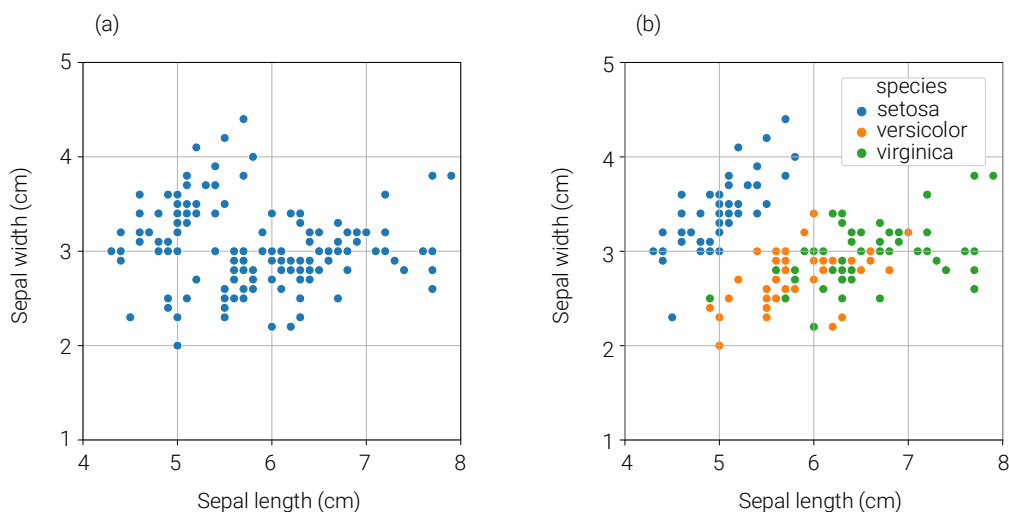 (a)
5
4
3
2
1
4 5 6 7 8
Sepal width (cm)
Sepal length (cm)
(b)
5
4
3
2
1
4 5 6 7 8
Sepal width (cm)
Sepal length (cm)
species
setosa
versicolor
virginica